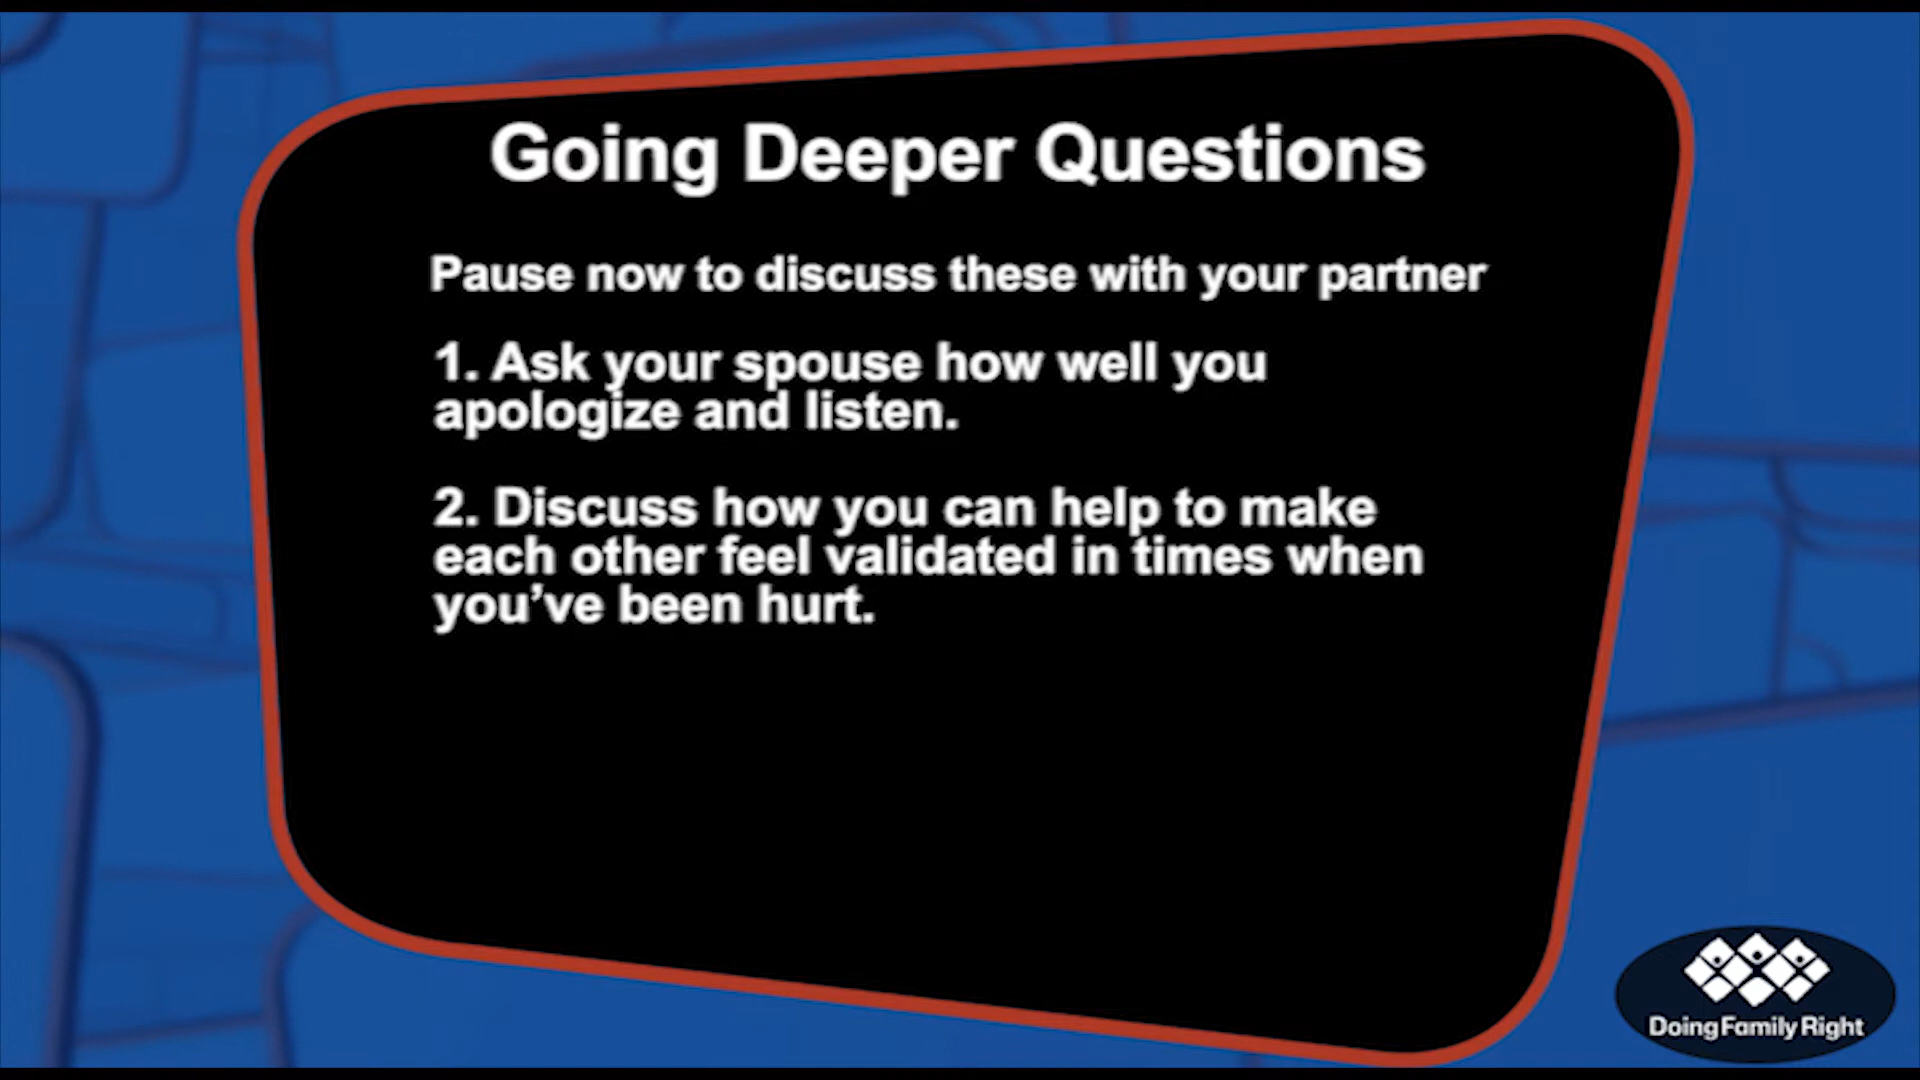 Going Deeper Questions
Pause now to discuss these with your partner
1. Ask your spouse how well you
apologize and listen.
2. Discuss how you can help to make
each other feel validated in times when
you’ve been hurt.
Doing Family Right